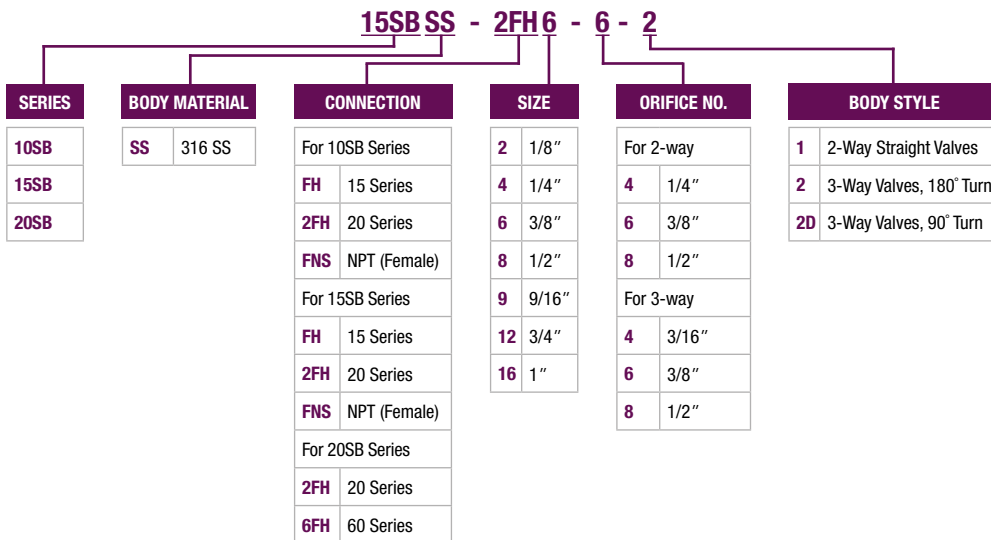 15SB SS - 2FH 6 - 6 - 2
SERIES
10SB
15SB
20SB
BODY MATERIAL
SS 316 SS
CONNECTION
For 10SB Series
FH 15 Series
2FH 20 Series
FNS NPT (Female)
For 15SB Series
FH 15 Series
2FH 20 Series
FNS NPT (Female)
For 20SB Series
2FH 20 Series
6FH 60 Series
SIZE
2 1/8″
4 1/4″
6 3/8″
8 1/2″
9 9/16″
12 3/4″
16 1″
ORIFICE NO.
For 2-way
4 1/4″
6 3/8″
8 1/2″
For 3-way
4 3/16″
6 3/8″
8 1/2″
BODY STYLE
1 2-Way Straight Valves
2 3-Way Valves, 180° Turn
2D 3-Way Valves, 90° Turn